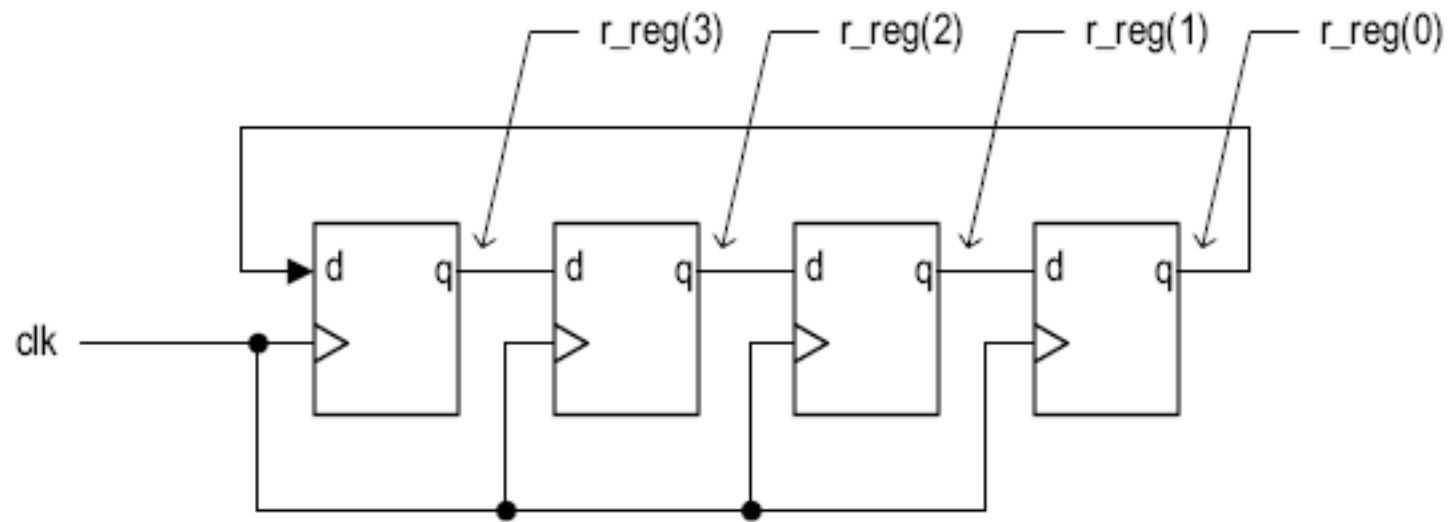 r_reg(3) r_reg(2) r_reg(1) r_reg(0)
d q d q d q d q
clk